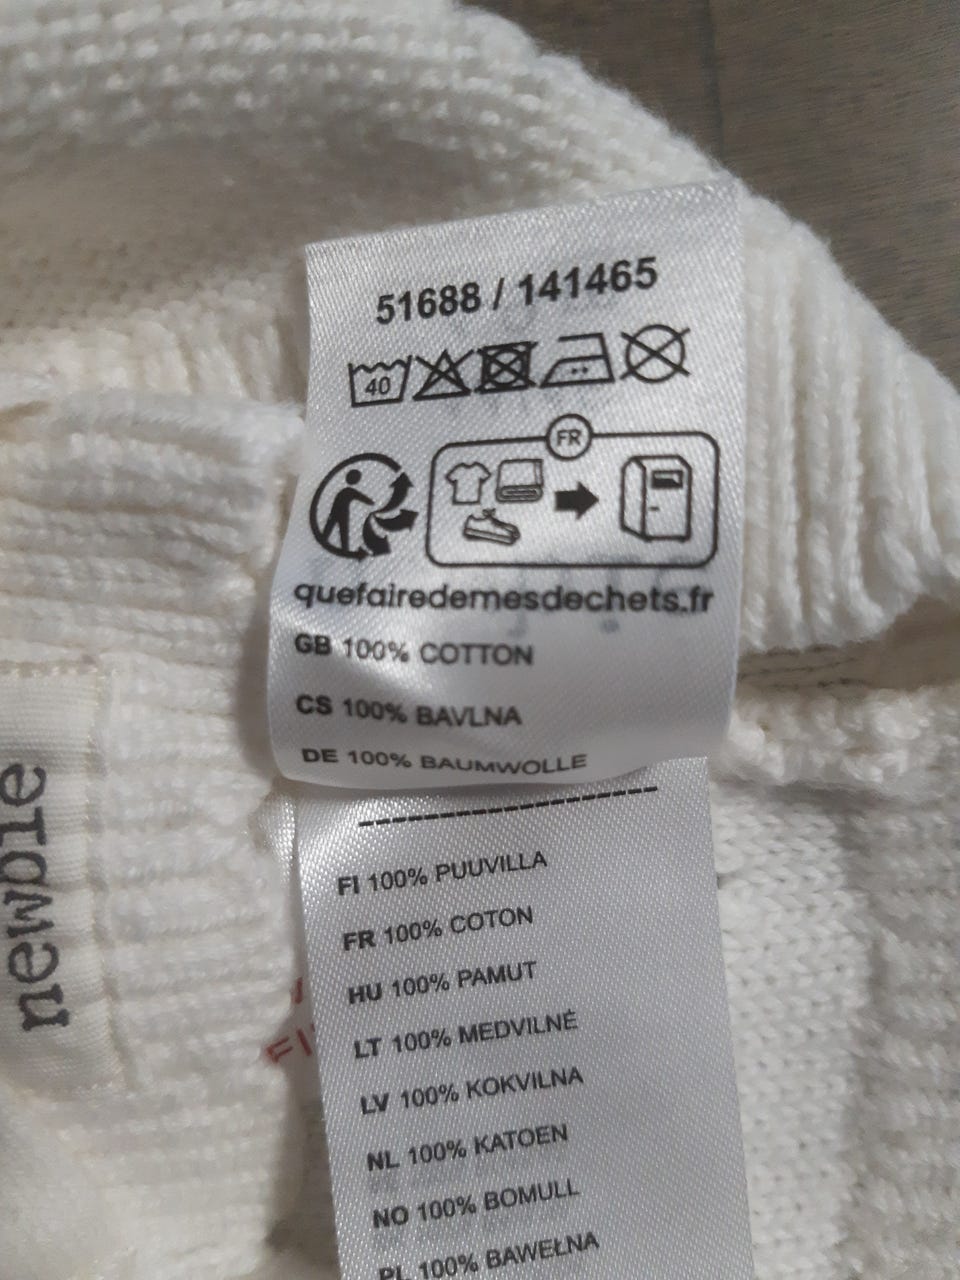 51688 / 141465
40
FR
quefairedemesdechets.fr
GB 100% COTTON
CS 100% BAVLNA
DE 100% BAUMWOLLE
-------------------
FI 100% PUUVILLA
FR 100% COTON
HU 100% PAMUT
LT 100% MEDVILNĖ
LV 100% KOKVILNA
NL 100% KATOEN
NO 100% BOMULL
PL 100% BAWEŁNA
newbie